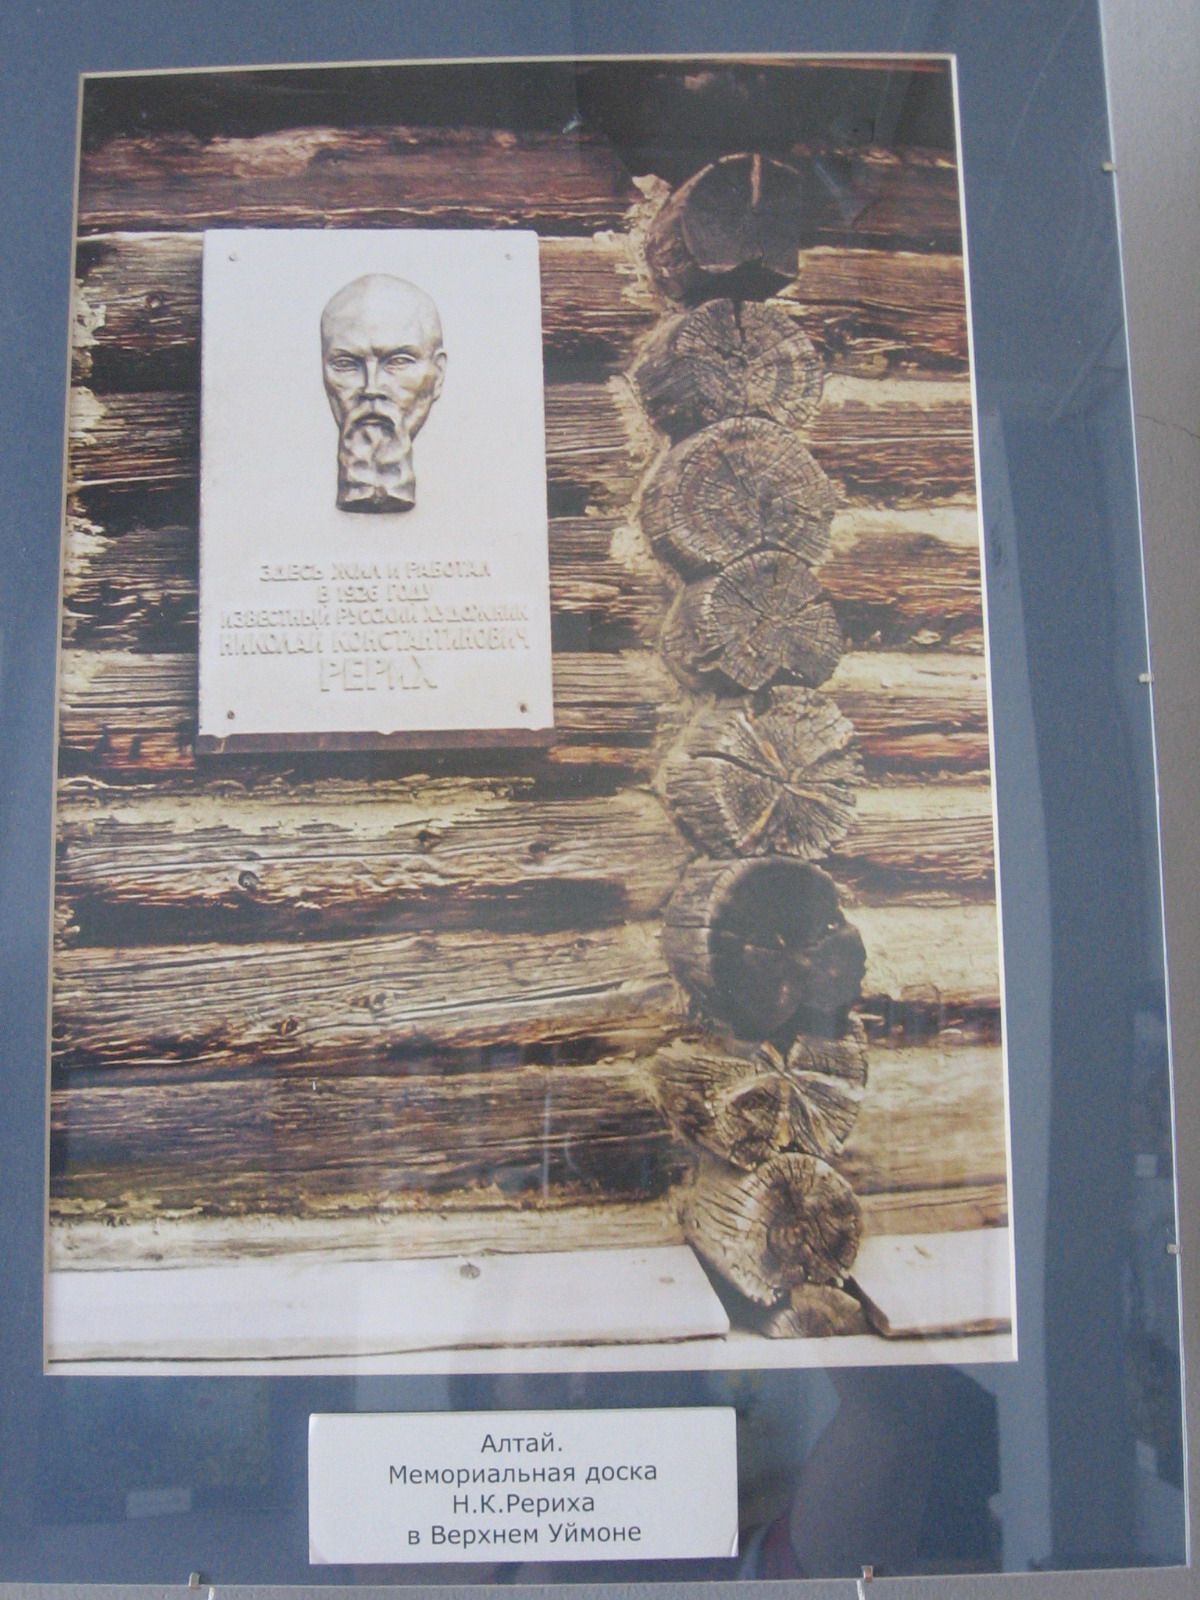 ЗДЕСЬ ЖИЛ И РАБОТАЛ
В 1926 ГОДУ
ИЗВЕСТНЫЙ РУССКИЙ ХУДОЖНИК
НИКОЛАЙ КОНСТАНТИНОВИЧ
РЕРИХ
Алтай.
Мемориальная доска
Н.К.Рериха
в Верхнем Уймоне